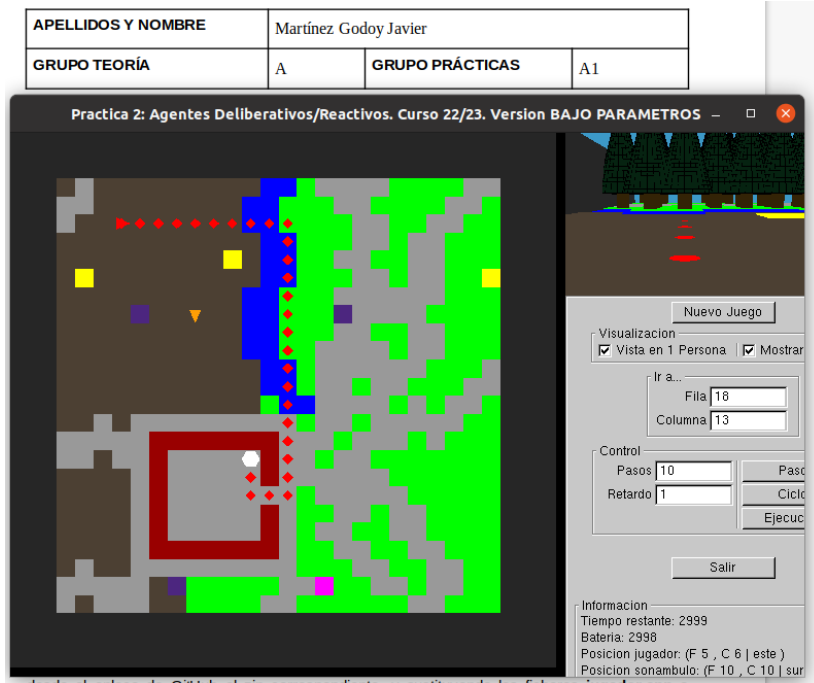 APELLIDOS Y NOMBRE Martínez Godoy Javier
GRUPO TEORÍA A GRUPO PRÁCTICAS A1
Practica 2: Agentes Deliberativos/Reactivos. Curso 22/23. Version BAJO PARAMETROS
Nuevo Juego
Visualizacion
Vista en 1 Persona Mostrar
Ir a...
Fila 18
Columna 13
Control
Pasos 10 Paso
Retardo 1 Ciclo
Ejecuc
Salir
Informacion
Tiempo restante: 2999
Bateria: 2998
Posicion jugador: (F 5 , C 6 | este )
Posicion sonambulo: (F 10 , C 10 | sur